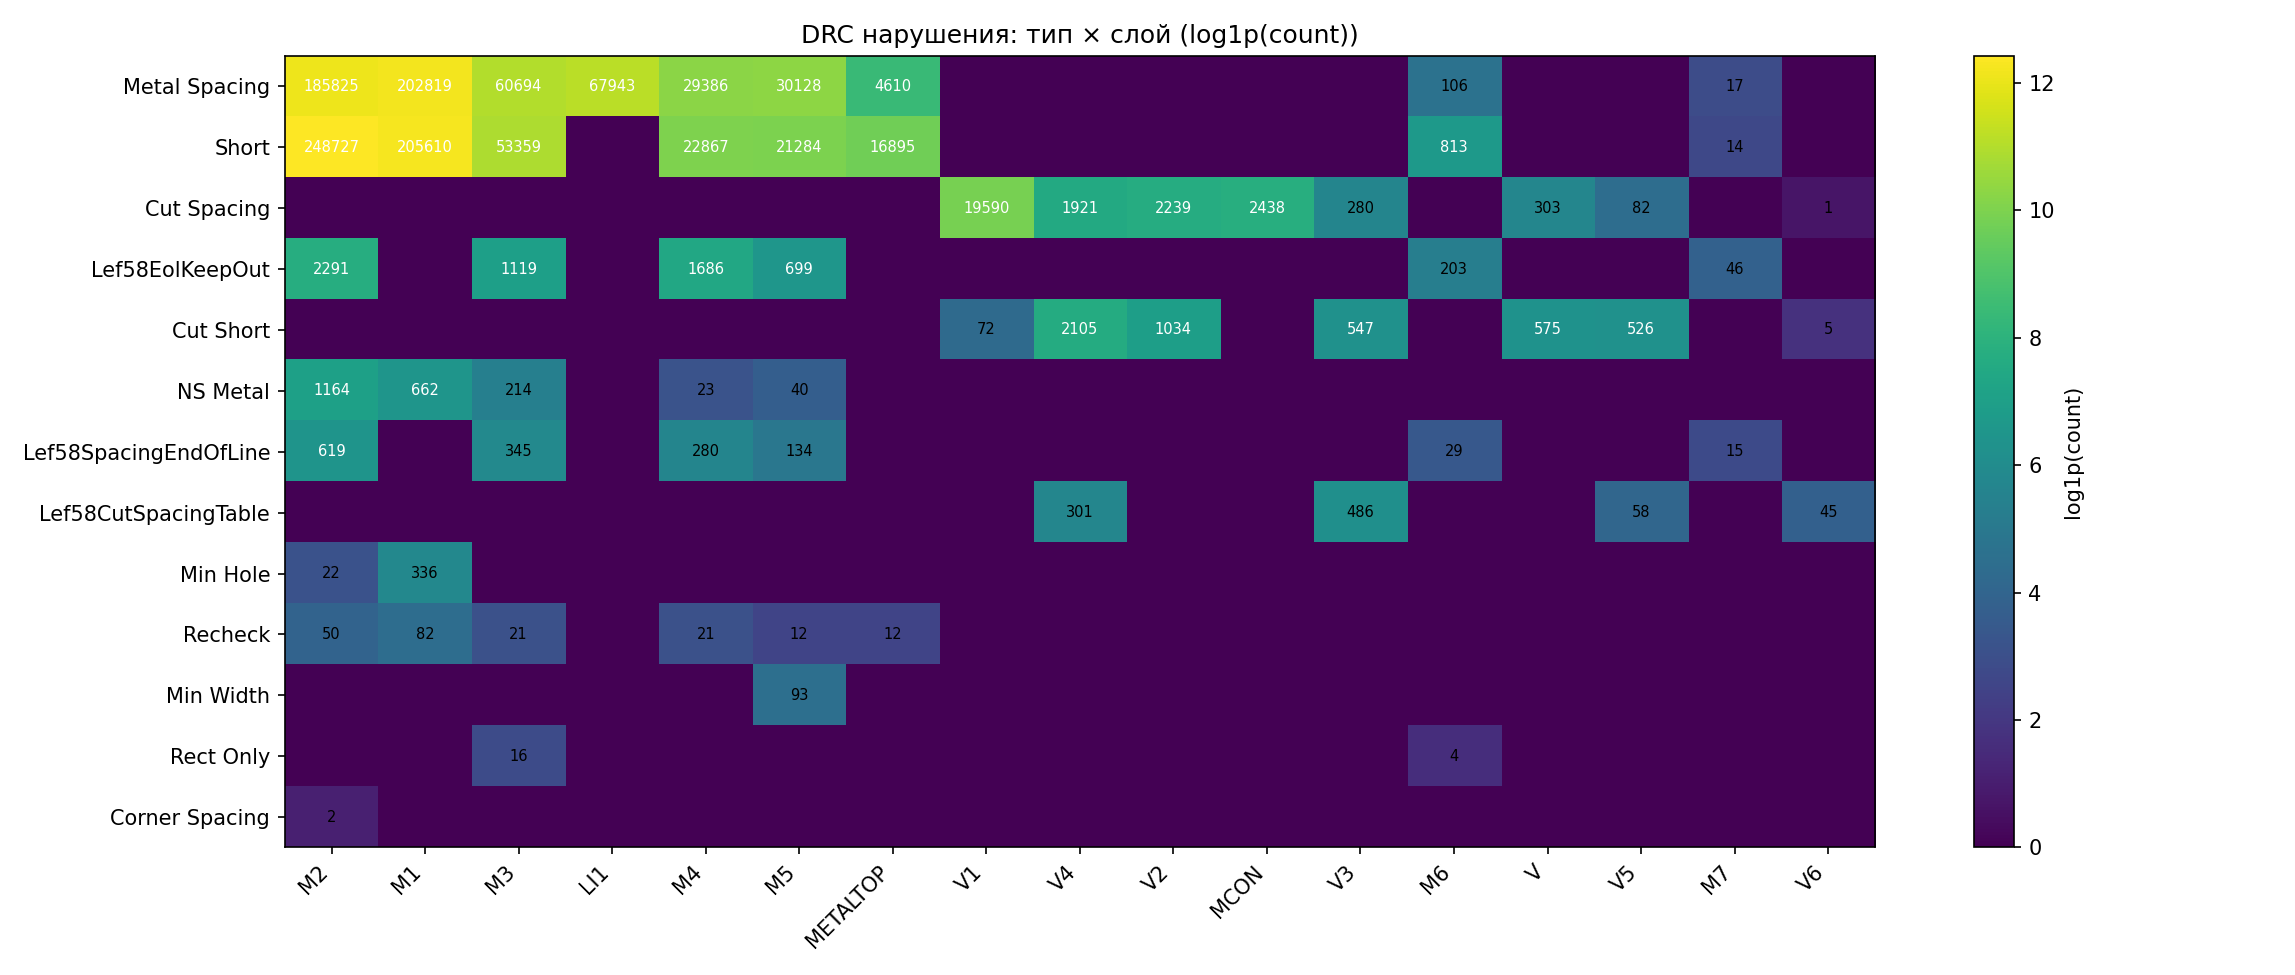 DRC нарушения: тип × слой (log1p(count))
Metal Spacing 185825 202819 60694 67943 29386 30128 4610 106 17
Short 248727 205610 53359 22867 21284 16895 813 14
Cut Spacing 19590 1921 2239 2438 280 303 82 1
Lef58EolKeepOut 2291 1119 1686 699 203 46
Cut Short 72 2105 1034 547 575 526 5
NS Metal 1164 662 214 23 40
Lef58SpacingEndOfLine 619 345 280 134 29 15
Lef58CutSpacingTable 301 486 58 45
Min Hole 22 336
Recheck 50 82 21 21 12 12
Min Width 93
Rect Only 16 4
Corner Spacing 2
M2 M1 M3 LI1 M4 M5 METALTOP V1 V4 V2 MCON V3 M6 V V5 M7 V6
12
10
8
6
4
2
0
log1p(count)